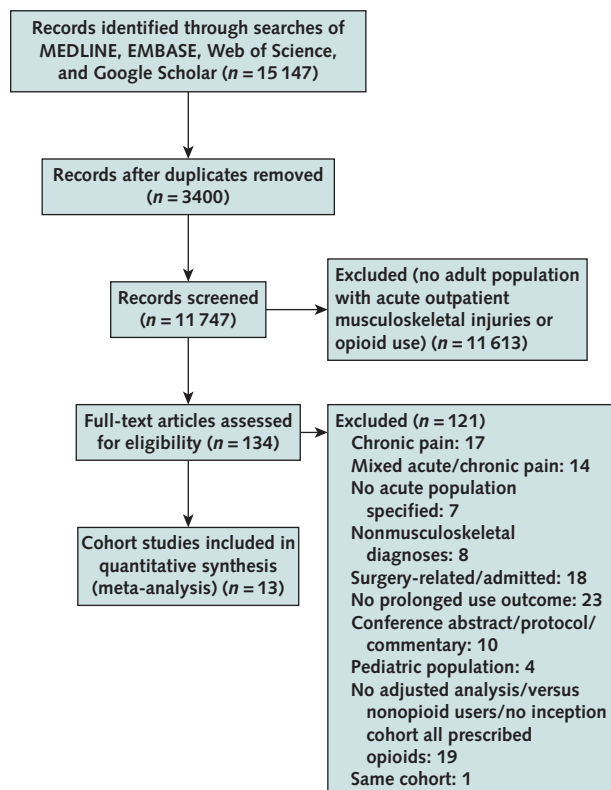 Records identified through searches of
MEDLINE, EMBASE, Web of Science,
and Google Scholar (n = 15 147)
Records after duplicates removed
(n = 3400)
Records screened
(n = 11 747)
Excluded (no adult population
with acute outpatient
musculoskeletal injuries or
opioid use) (n = 11 613)
Full-text articles assessed
for eligibility (n = 134)
Excluded (n = 121)
Chronic pain: 17
Mixed acute/chronic pain: 14
No acute population
specified: 7
Nonmusculoskeletal
diagnoses: 8
Surgery-related/admitted: 18
No prolonged use outcome: 23
Conference abstract/protocol/
commentary: 10
Pediatric population: 4
No adjusted analysis/versus
nonopioid users/no inception
cohort all prescribed
opioids: 19
Same cohort: 1
Cohort studies included in
quantitative synthesis
(meta-analysis) (n = 13)